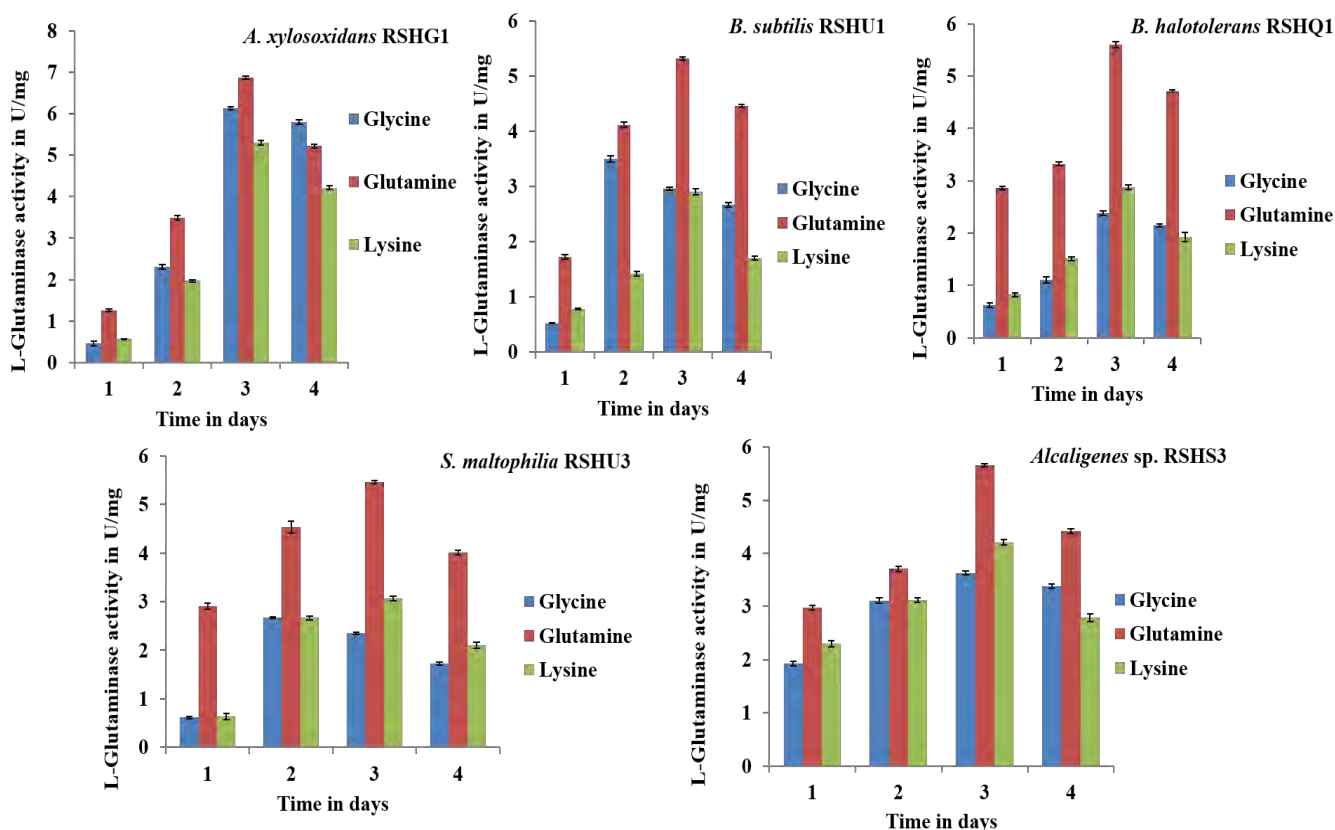 A. xylosoxidans RSHG1
L-Glutaminase activity in U/mg
8
7
6
5
4
3
2
1
0
1 2 3 4
Time in days
Glycine
Glutamine
Lysine
B. subtilis RSHU1
L-Glutaminase activity in U/mg
6
5
4
3
2
1
0
1 2 3 4
Time in days
Glycine
Glutamine
Lysine
B. halotolerans RSHQ1
L-Glutaminase activity in U/mg
6
5
4
3
2
1
0
1 2 3 4
Time in days
Glycine
Glutamine
Lysine
S. maltophilia RSHU3
L-Glutaminase activity in U/mg
6
5
4
3
2
1
0
1 2 3 4
Time in days
Glycine
Glutamine
Lysine
Alcaligenes sp. RSHS3
L-Glutaminase activity in U/mg
6
5
4
3
2
1
0
1 2 3 4
Time in days
Glycine
Glutamine
Lysine